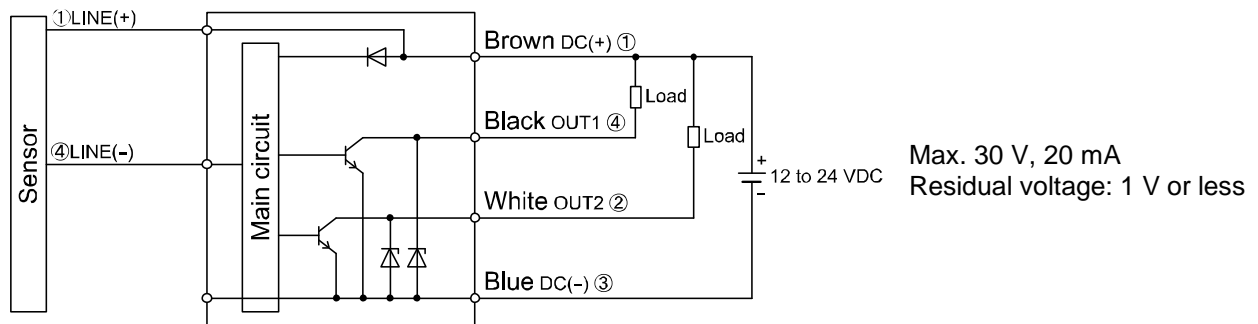 Sensor
①LINE(+)
④LINE(-)
Main circuit
Brown DC(+) ①
Black OUT1 ④
White OUT2 ②
Blue DC(-) ③
Load
Load
+
12 to 24 VDC
-
Max. 30 V, 20 mA
Residual voltage: 1 V or less